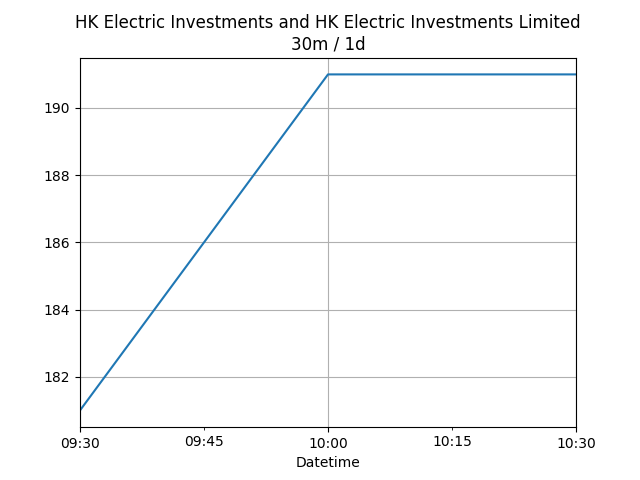 HK Electric Investments and HK Electric Investments Limited
30m / 1d
190
188
186
184
182
09:30 09:45 10:00 10:15 10:30
Datetime